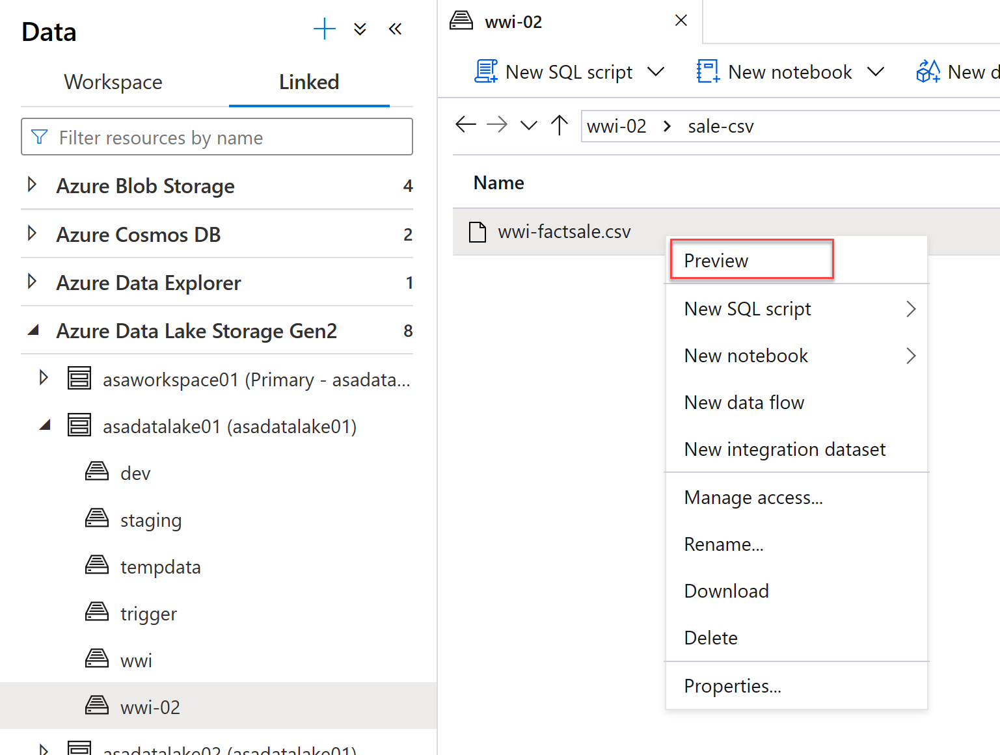 Data
Workspace
Linked
Filter resources by name
Azure Blob Storage 4
Azure Cosmos DB 2
Azure Data Explorer 1
Azure Data Lake Storage Gen2 8
asaworkspace01 (Primary - asadata...
asadatalake01 (asadatalake01)
dev
staging
tempdata
trigger
wwi
wwi-02
asadatalake02 (asadatalake01)
wwi-02
New SQL script
New notebook
New d
wwi-02 > sale-csv
Name
wwi-factsale.csv
Preview
New SQL script
New notebook
New data flow
New integration dataset
Manage access...
Rename...
Download
Delete
Properties...